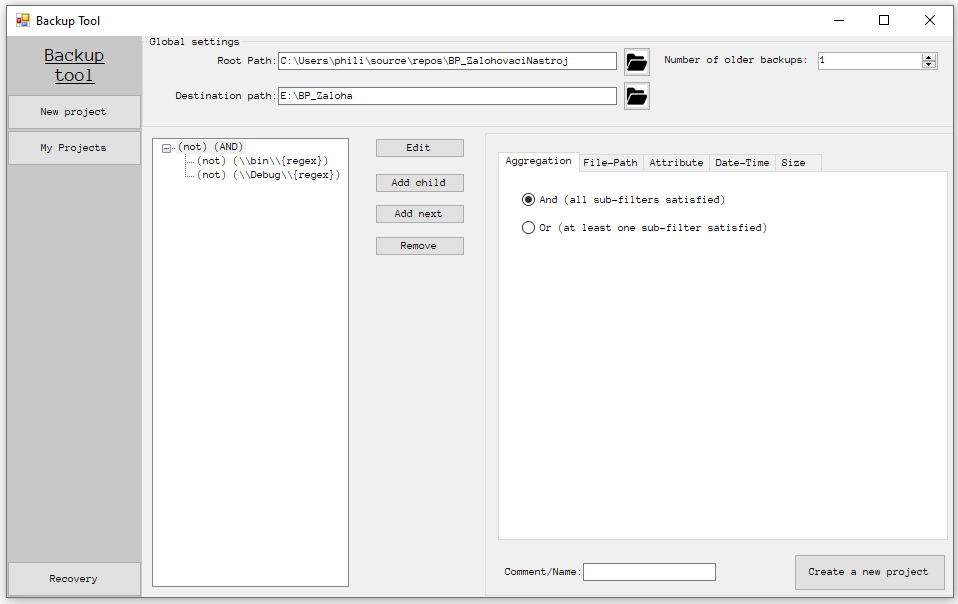 Backup Tool
Backup
tool
New project
My Projects
Recovery
Global settings
Root Path:
C:\Users\phili\source\repos\BP_ZalohovaciNastroj
Number of older backups:
1
Destination path:
E:\BP_Zaloha
(not) (AND)
(not) (\\bin\\{regex})
(not) (\\Debug\\{regex})
Edit
Add child
Add next
Remove
Aggregation File-Path Attribute Date-Time Size
And (all sub-filters satisfied)
Or (at least one sub-filter satisfied)
Comment/Name:
Create a new project